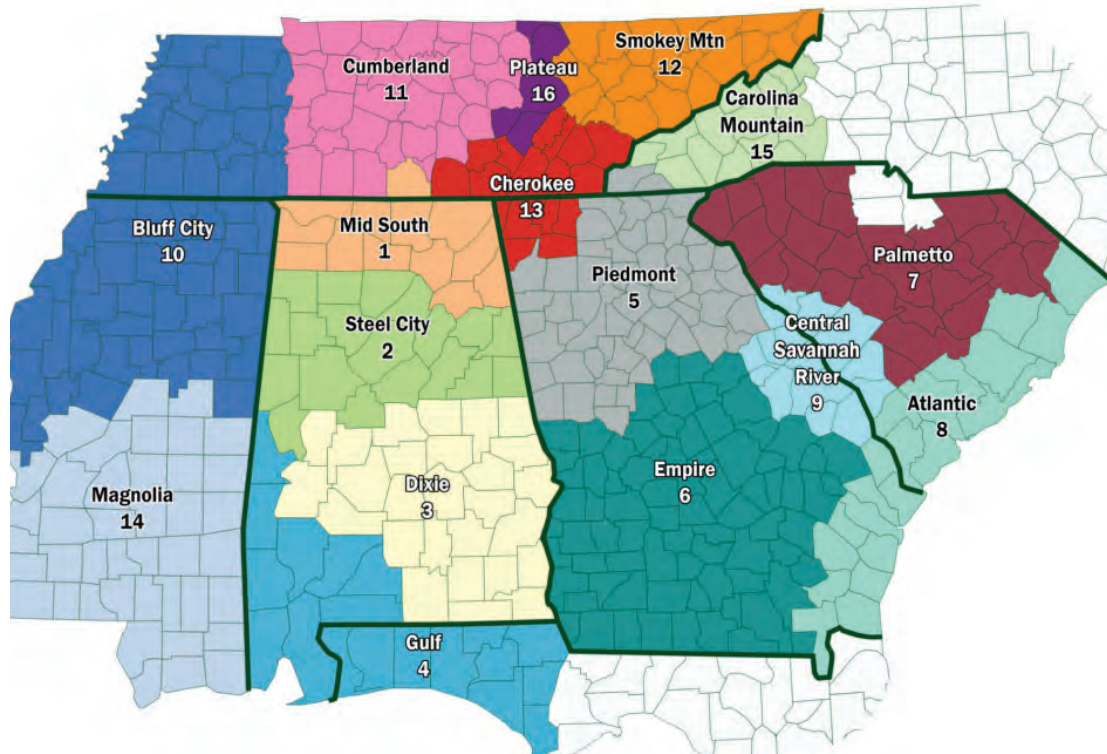 Smokey Mtn
12
Cumberland
11
Plateau
16
Carolina
Mountain
15
Cherokee
13
Bluff City
10
Mid South
1
Palmetto
7
Piedmont
5
Steel City
2
Central
Savannah
River
9
Atlantic
8
Magnolia
14
Dixie
3
Empire
6
Gulf
4